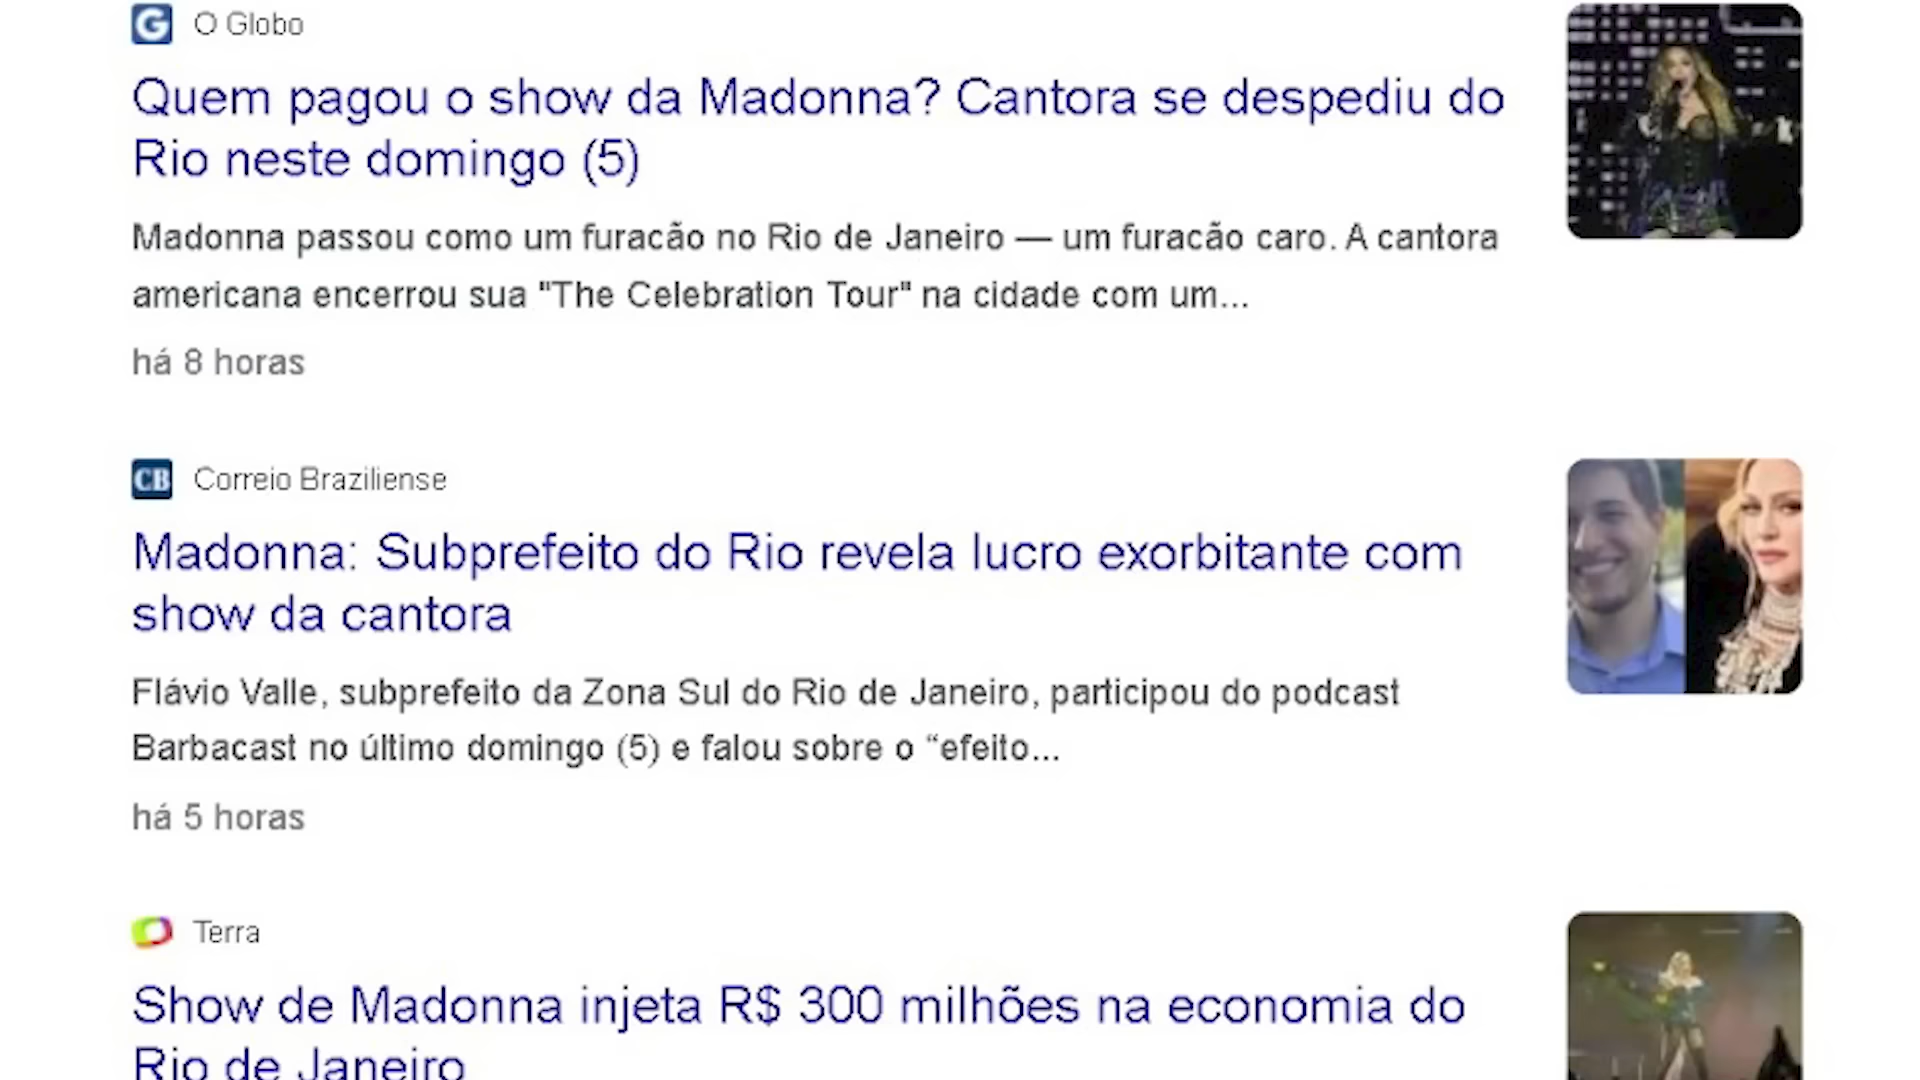 O Globo
Quem pagou o show da Madonna? Cantora se despediu do
Rio neste domingo (5)
Madonna passou como um furacão no Rio de Janeiro — um furacão caro. A cantora
americana encerrou sua "The Celebration Tour" na cidade com um...
há 8 horas
CB Correio Braziliense
Madonna: Subprefeito do Rio revela lucro exorbitante com
show da cantora
Flávio Valle, subprefeito da Zona Sul do Rio de Janeiro, participou do podcast
Barbacast no último domingo (5) e falou sobre o “efeito...
há 5 horas
Terra
Show de Madonna injeta R$ 300 milhões na economia do
Rio de Janeiro